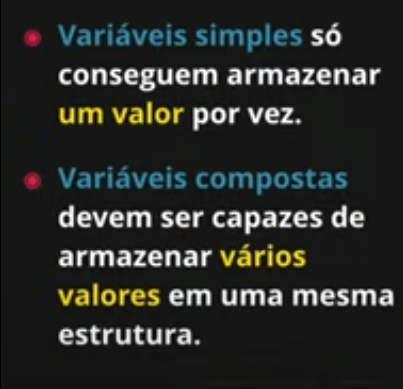 Variáveis simples só
conseguem armazenar
um valor por vez.
Variáveis compostas
devem ser capazes de
armazenar vários
valores em uma mesma
estrutura.